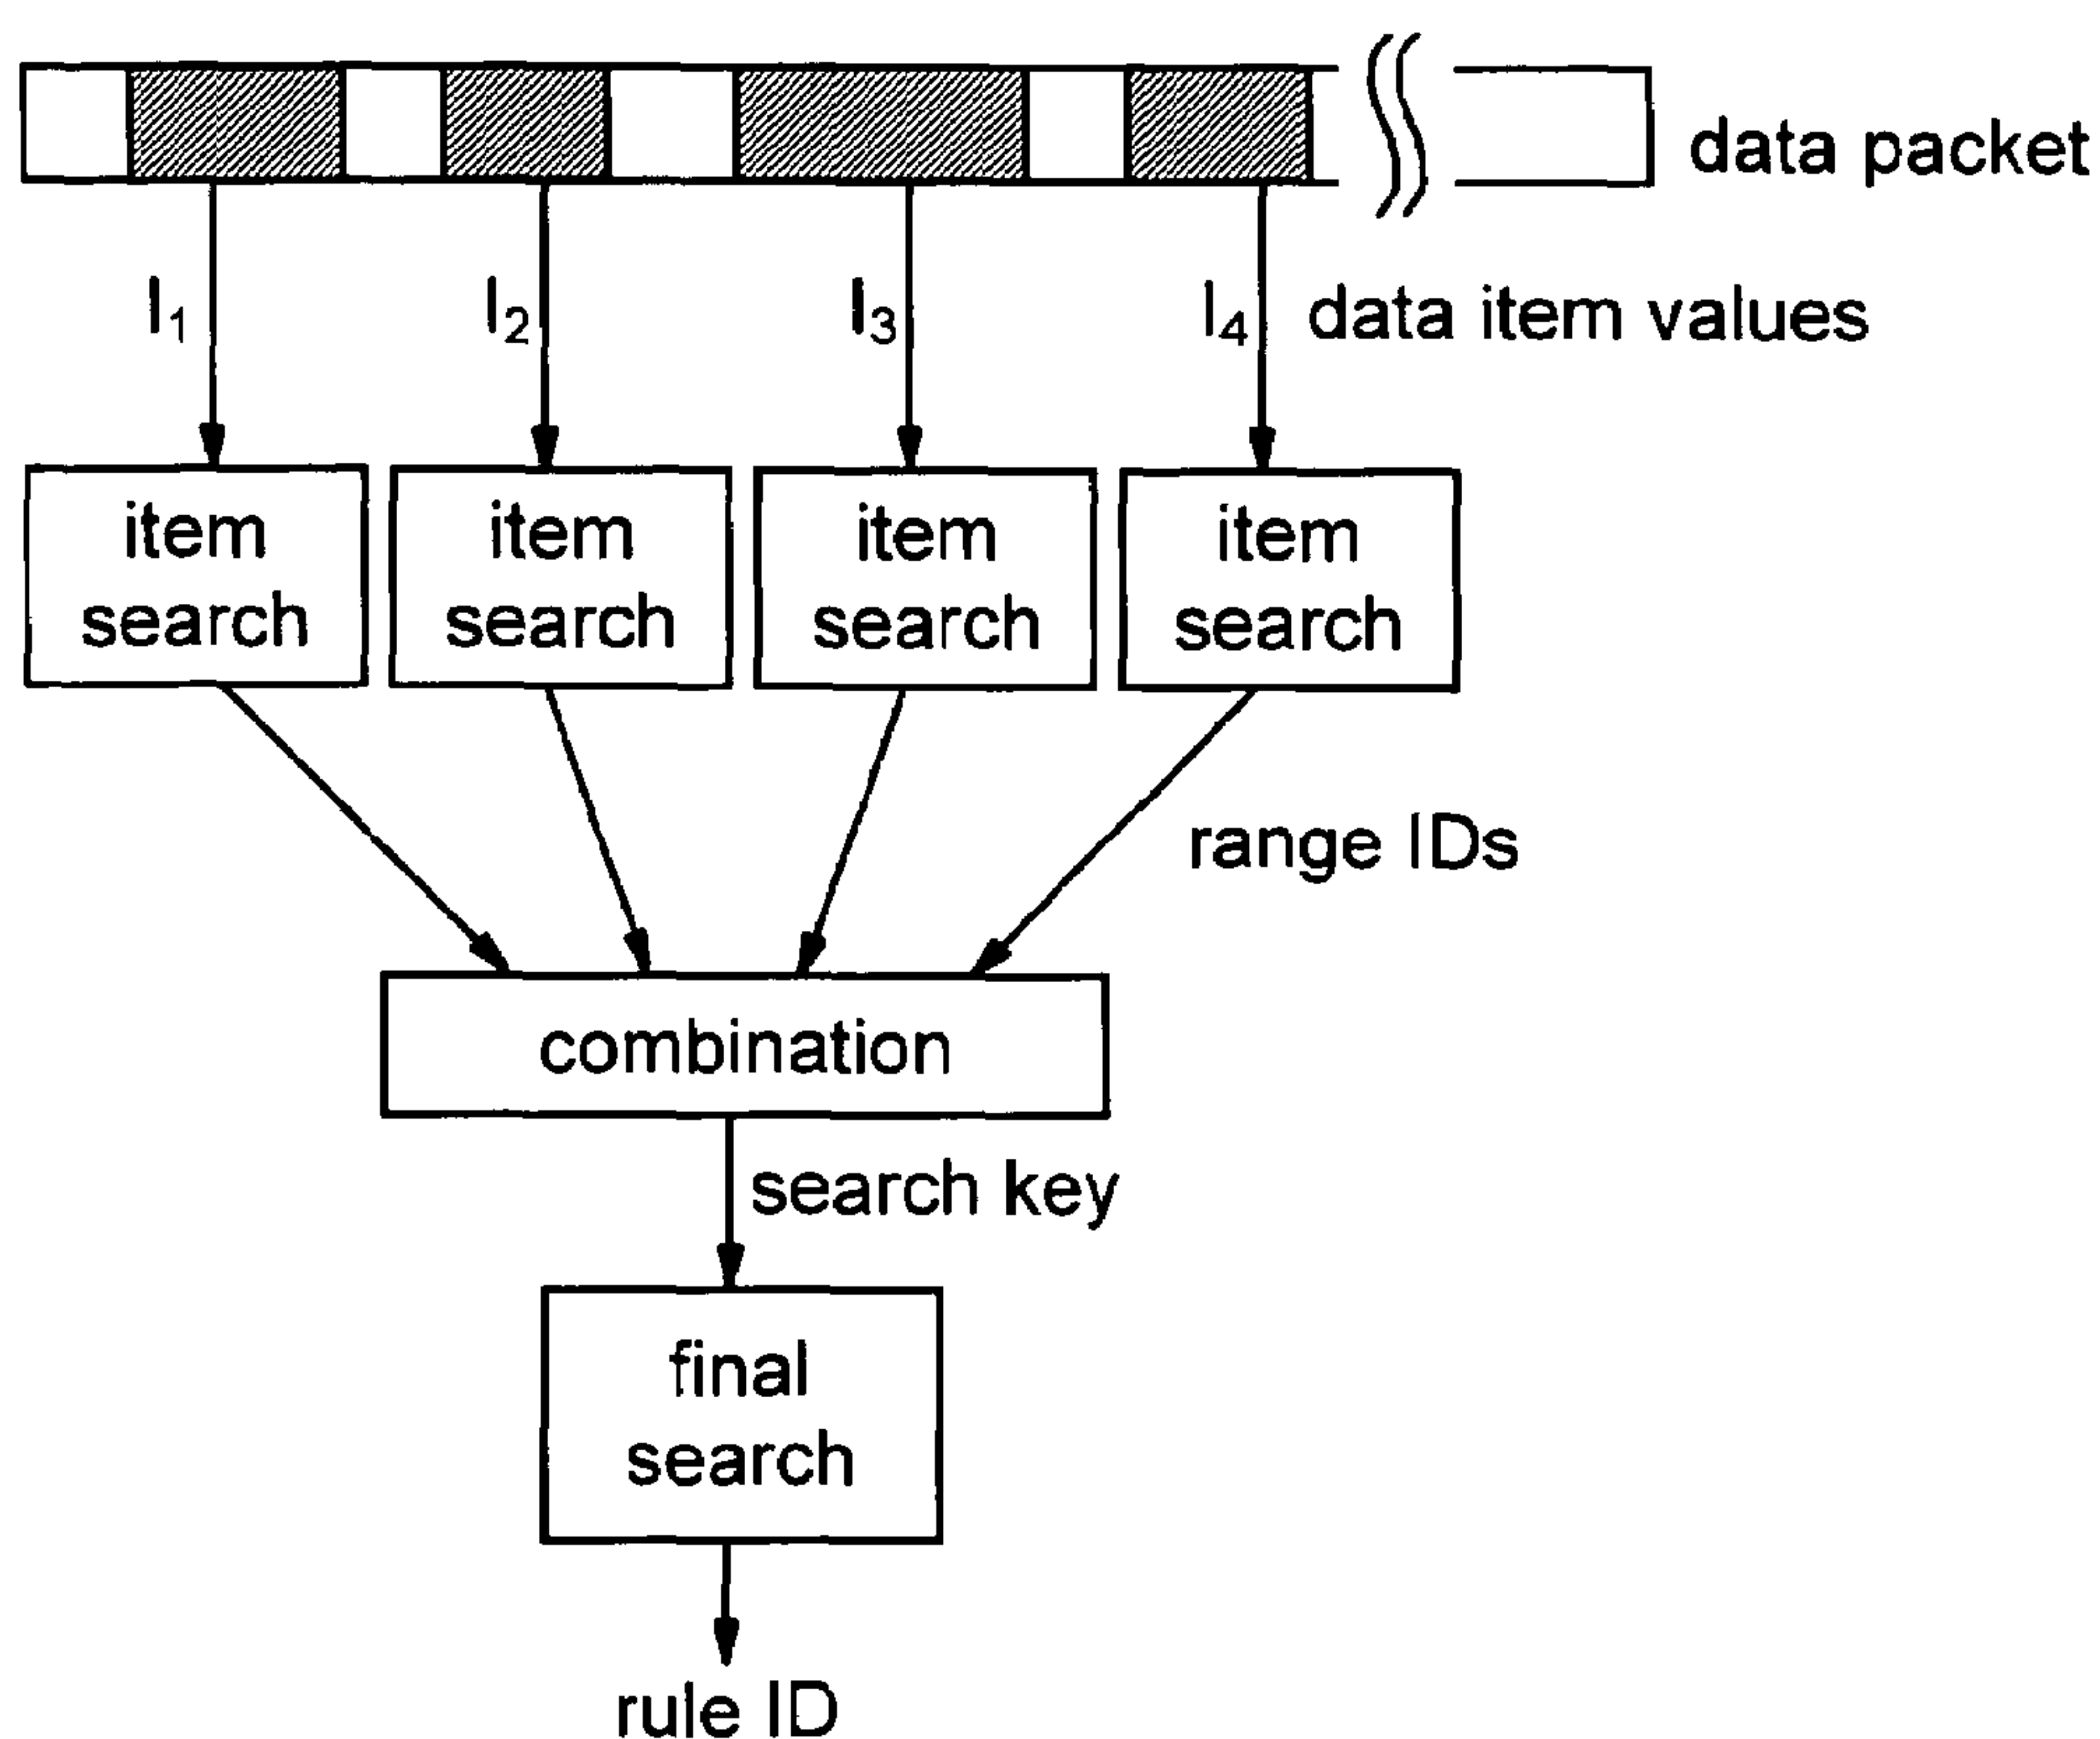 data packet
I1
I2
I3
I4
data item values
item
search
item
search
item
search
item
search
range IDs
combination
search key
final
search
rule ID